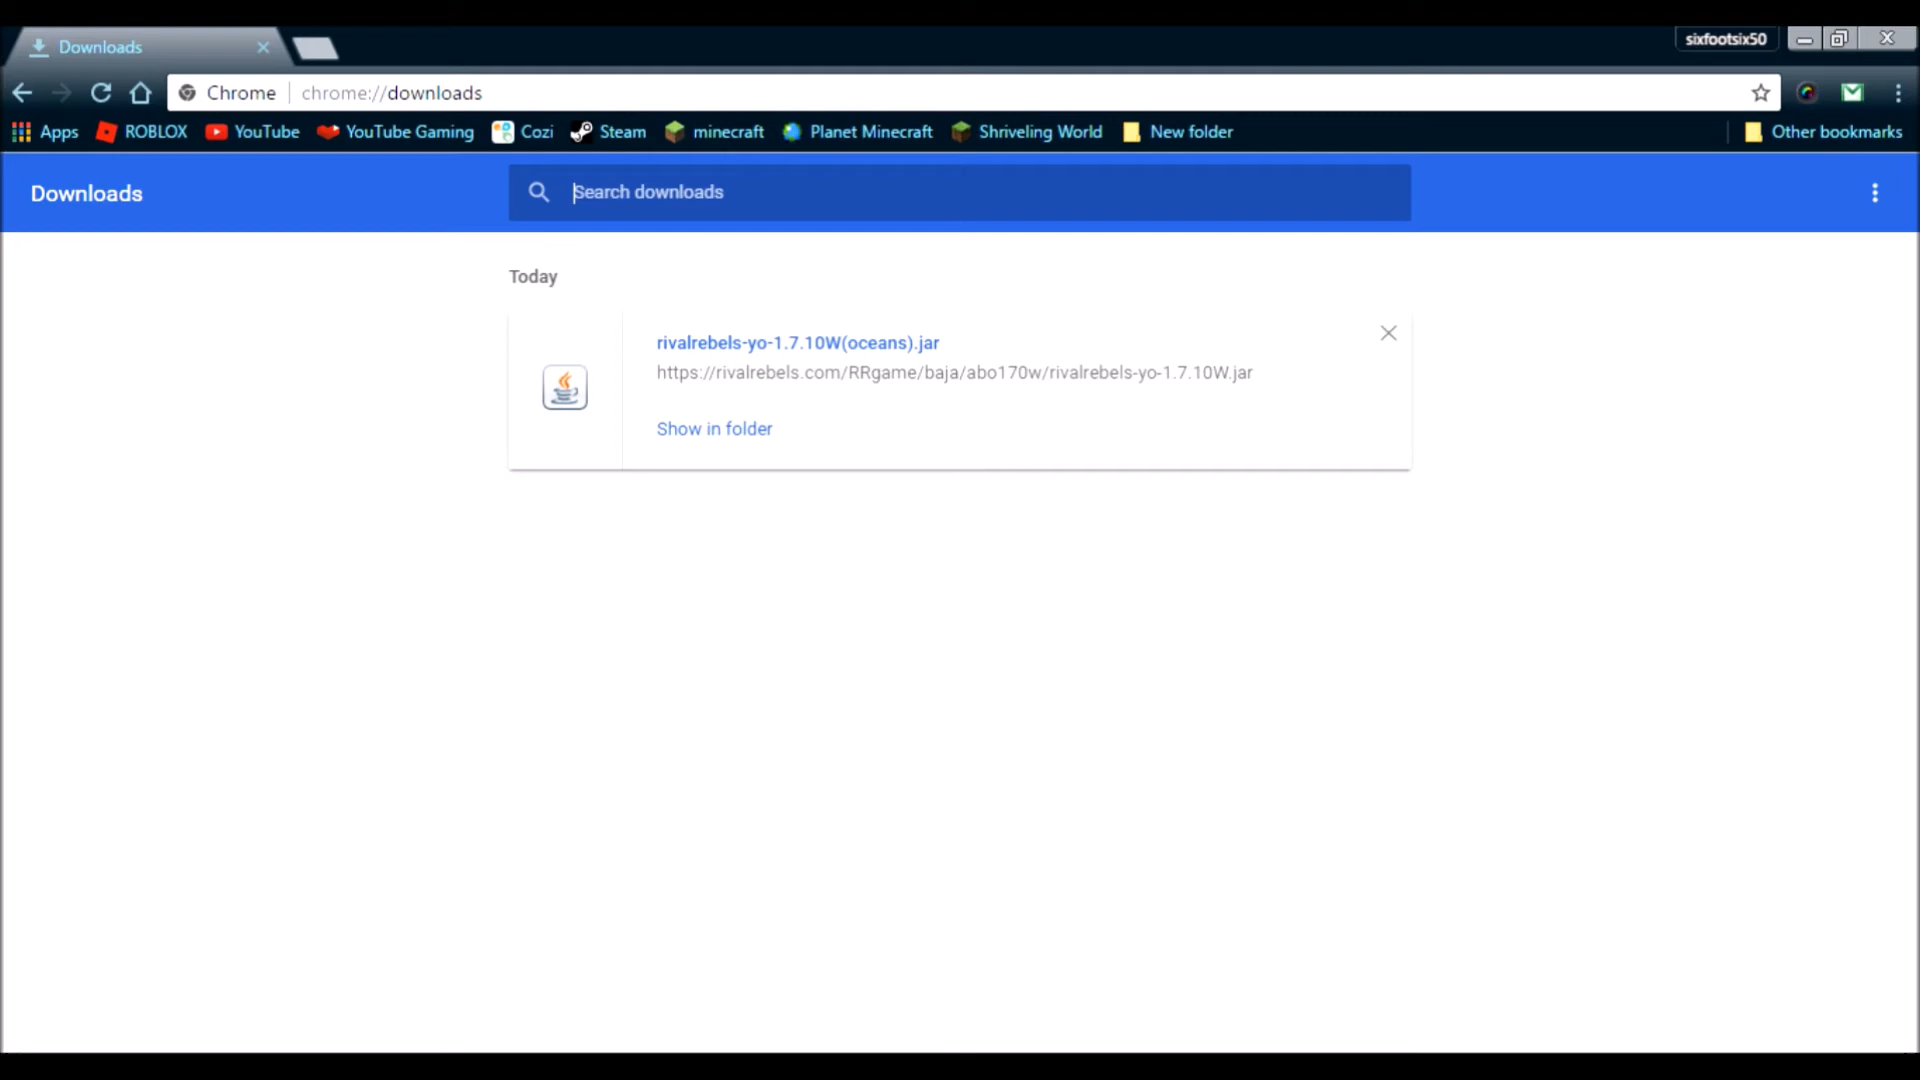 Downloads
sixfootsix50
Chrome chrome://downloads
Apps ROBLOX YouTube YouTube Gaming Cozi Steam minecraft Planet Minecraft Shriveling World New folder Other bookmarks
Downloads Search downloads
Today
rivalrebels-yo-1.7.10W(oceans).jar
https://rivalrebels.com/RRgame/baja/abo170w/rivalrebels-yo-1.7.10W.jar
Show in folder